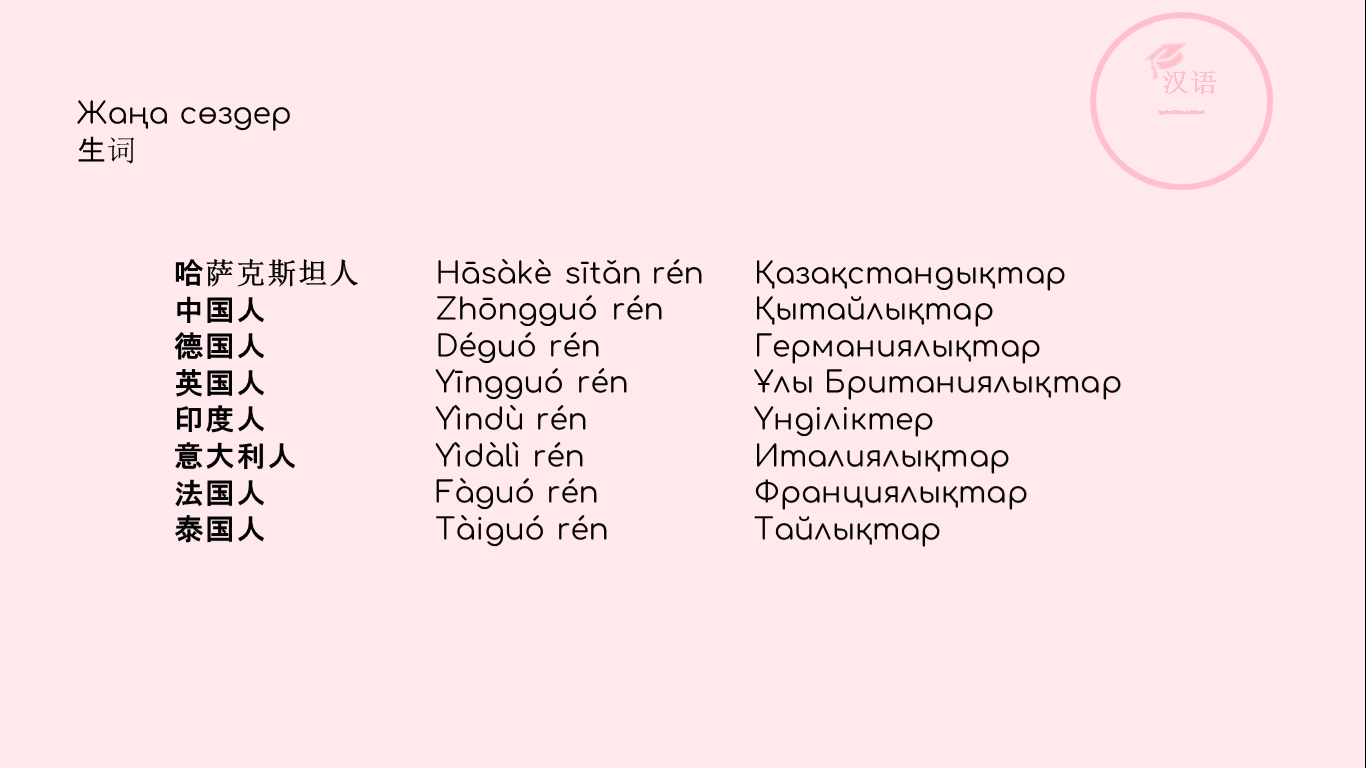 汉语
Жаңа сөздер
生词
哈萨克斯坦人 Hāsàkè sītǎn rén Қазақстандықтар
中国人 Zhōngguó rén Қытайлықтар
德国人 Déguó rén Германиялықтар
英国人 Yīngguó rén Ұлы Британиялықтар
印度人 Yìndù rén Үнділіктер
意大利人 Yìdàlì rén Италиялықтар
法国人 Fàguó rén Франциялықтар
泰国人 Tàiguó rén Тайлықтар